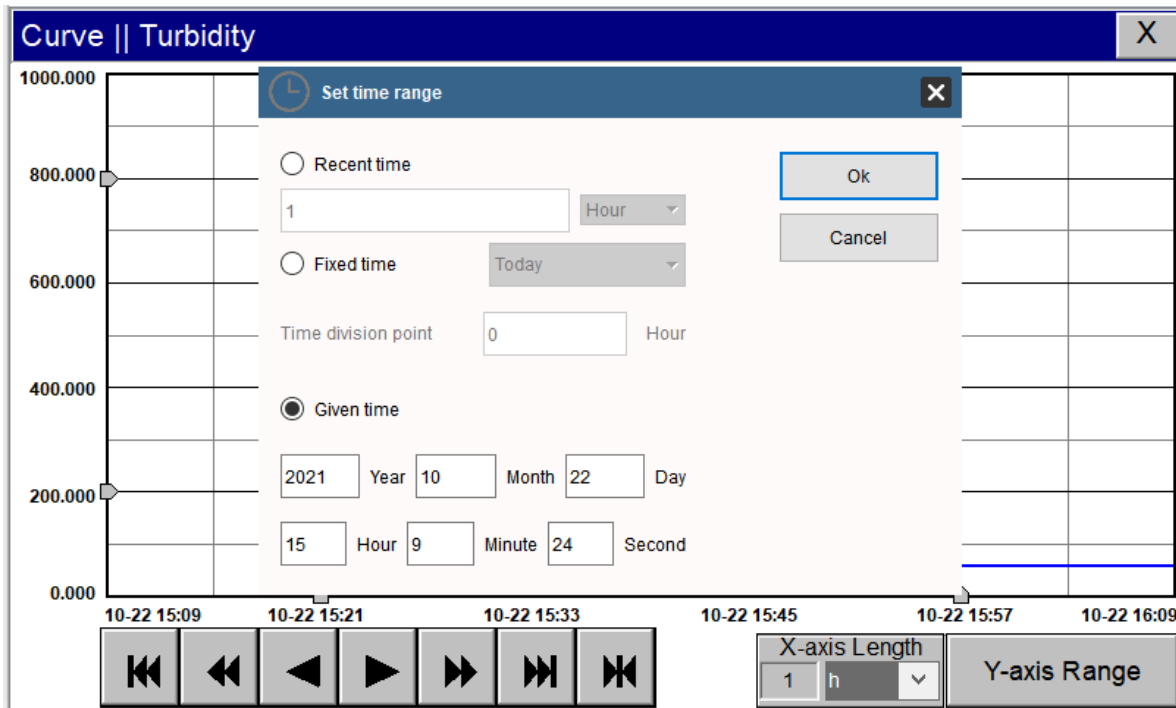 Curve || Turbidity X
1000.000
Set time range
Recent time
Ok
800.000
1 Hour
Cancel
Fixed time Today
600.000
Time division point 0 Hour
400.000
Given time
2021 Year 10 Month 22 Day
200.000
15 Hour 9 Minute 24 Second
0.000
10-22 15:09 10-22 15:21 10-22 15:33 10-22 15:45 10-22 15:57 10-22 16:09
X-axis Length
1 h
Y-axis Range